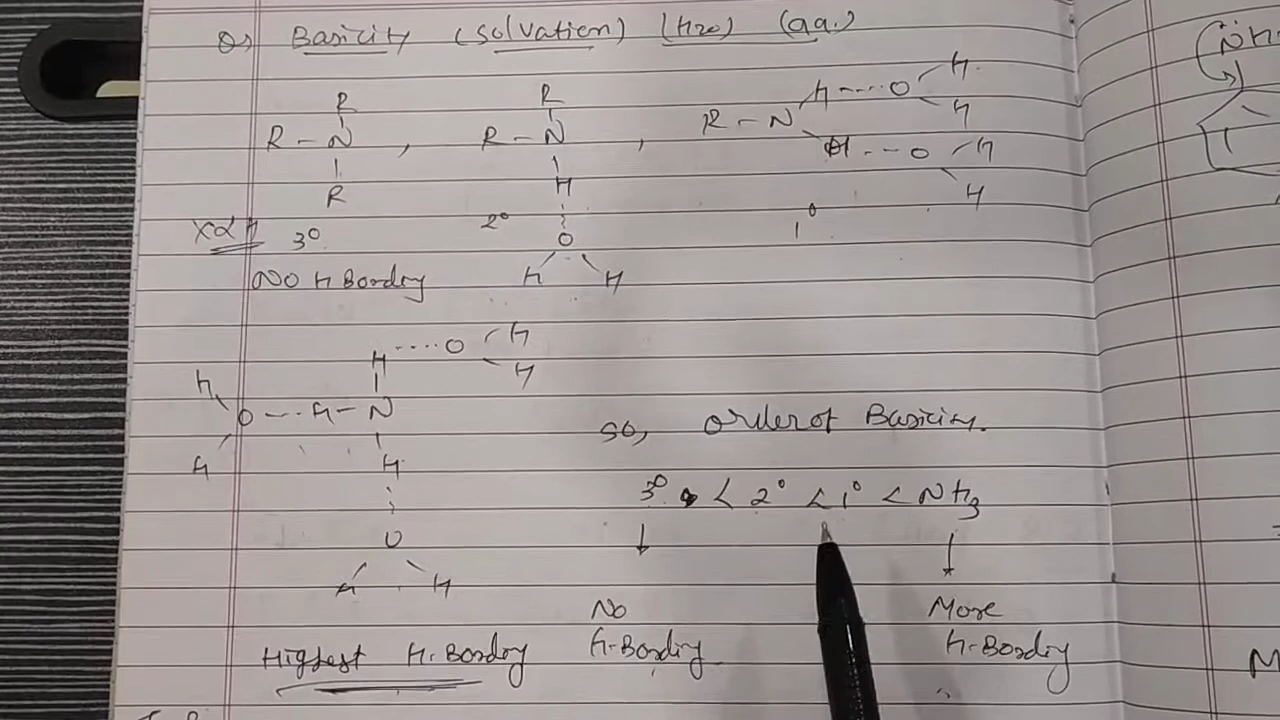 Q) Basicity (Solvation) (H2O) (aq.)
R R
R - N , R - N , R - N H ---- O H H
R H H --- O H H
3° 2° O 1°
No H Bonding H H
H ---- O H H
H O --- H - N
H H
O
H H
so, order of Basicity.
3° < 2° < 1° < NH3
↓ ↓
No More
Highest H-Bonding H-Bonding H-Bonding
NH
M